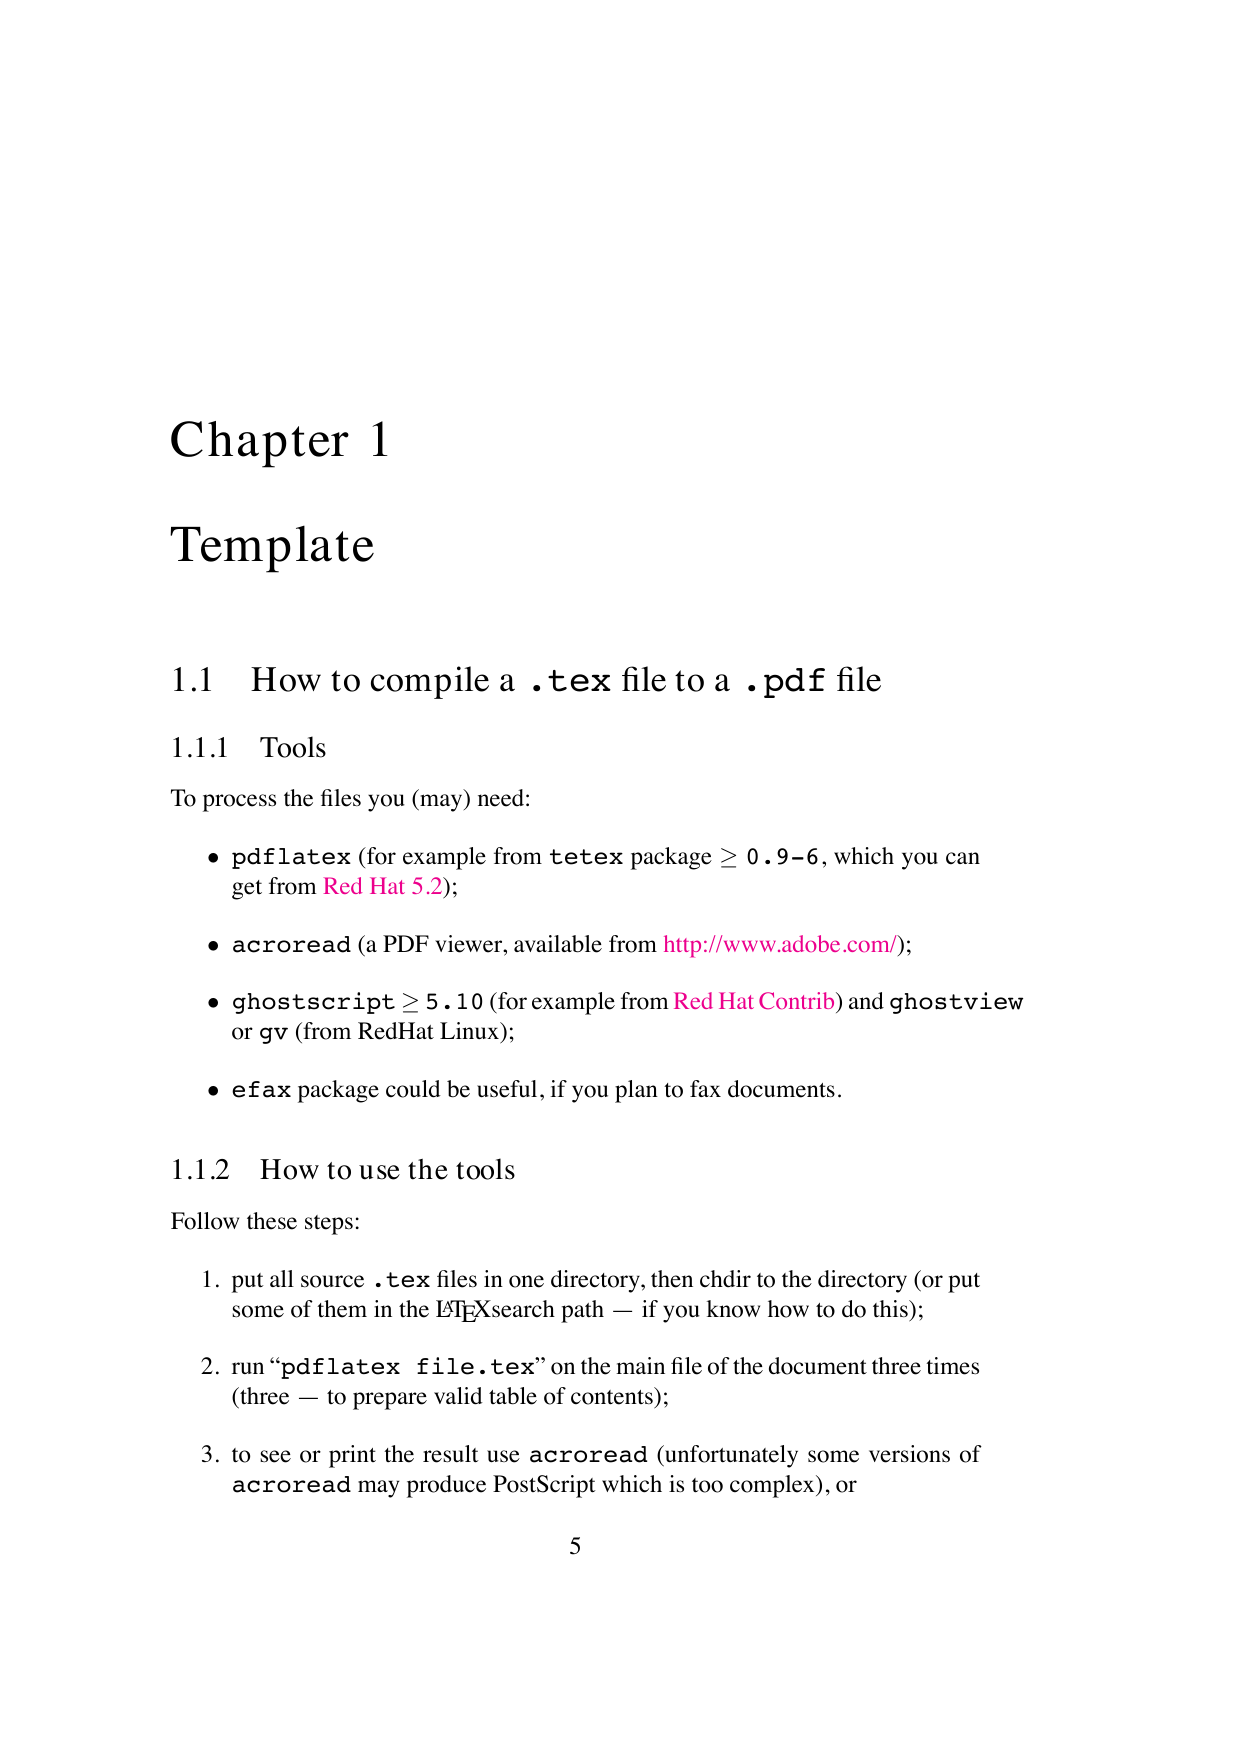 Chapter 1
Template
1.1 How to compile a .tex file to a .pdf file
1.1.1 Tools
To process the files you (may) need:
• pdflatex (for example from tetex package ≥ 0.9-6, which you can
get from Red Hat 5.2);
• acroread (a PDF viewer, available from http://www.adobe.com/);
• ghostscript ≥ 5.10 (for example from Red Hat Contrib) and ghostview
or gv (from RedHat Linux);
• efax package could be useful, if you plan to fax documents.
1.1.2 How to use the tools
Follow these steps:
1. put all source .tex files in one directory, then chdir to the directory (or put
some of them in the LATEXsearch path — if you know how to do this);
2. run “pdflatex file.tex” on the main file of the document three times
(three — to prepare valid table of contents);
3. to see or print the result use acroread (unfortunately some versions of
acroread may produce PostScript which is too complex), or
5